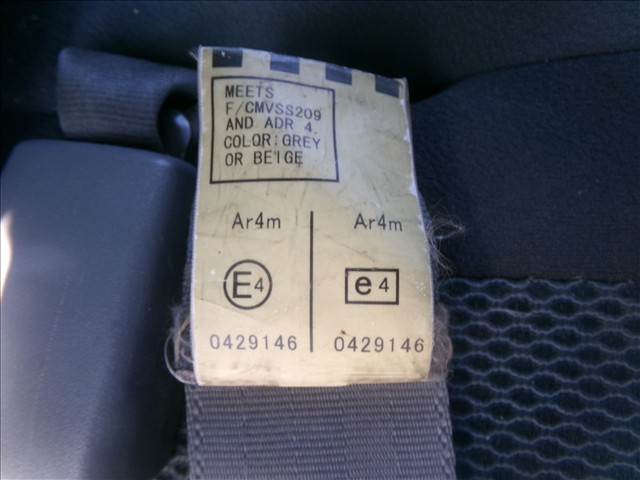 MEETS
F/CMVSS209
AND ADR 4.
COLOR:GREY
OR BEIGE
Ar4m Ar4m
E4 e4
0429146 0429146